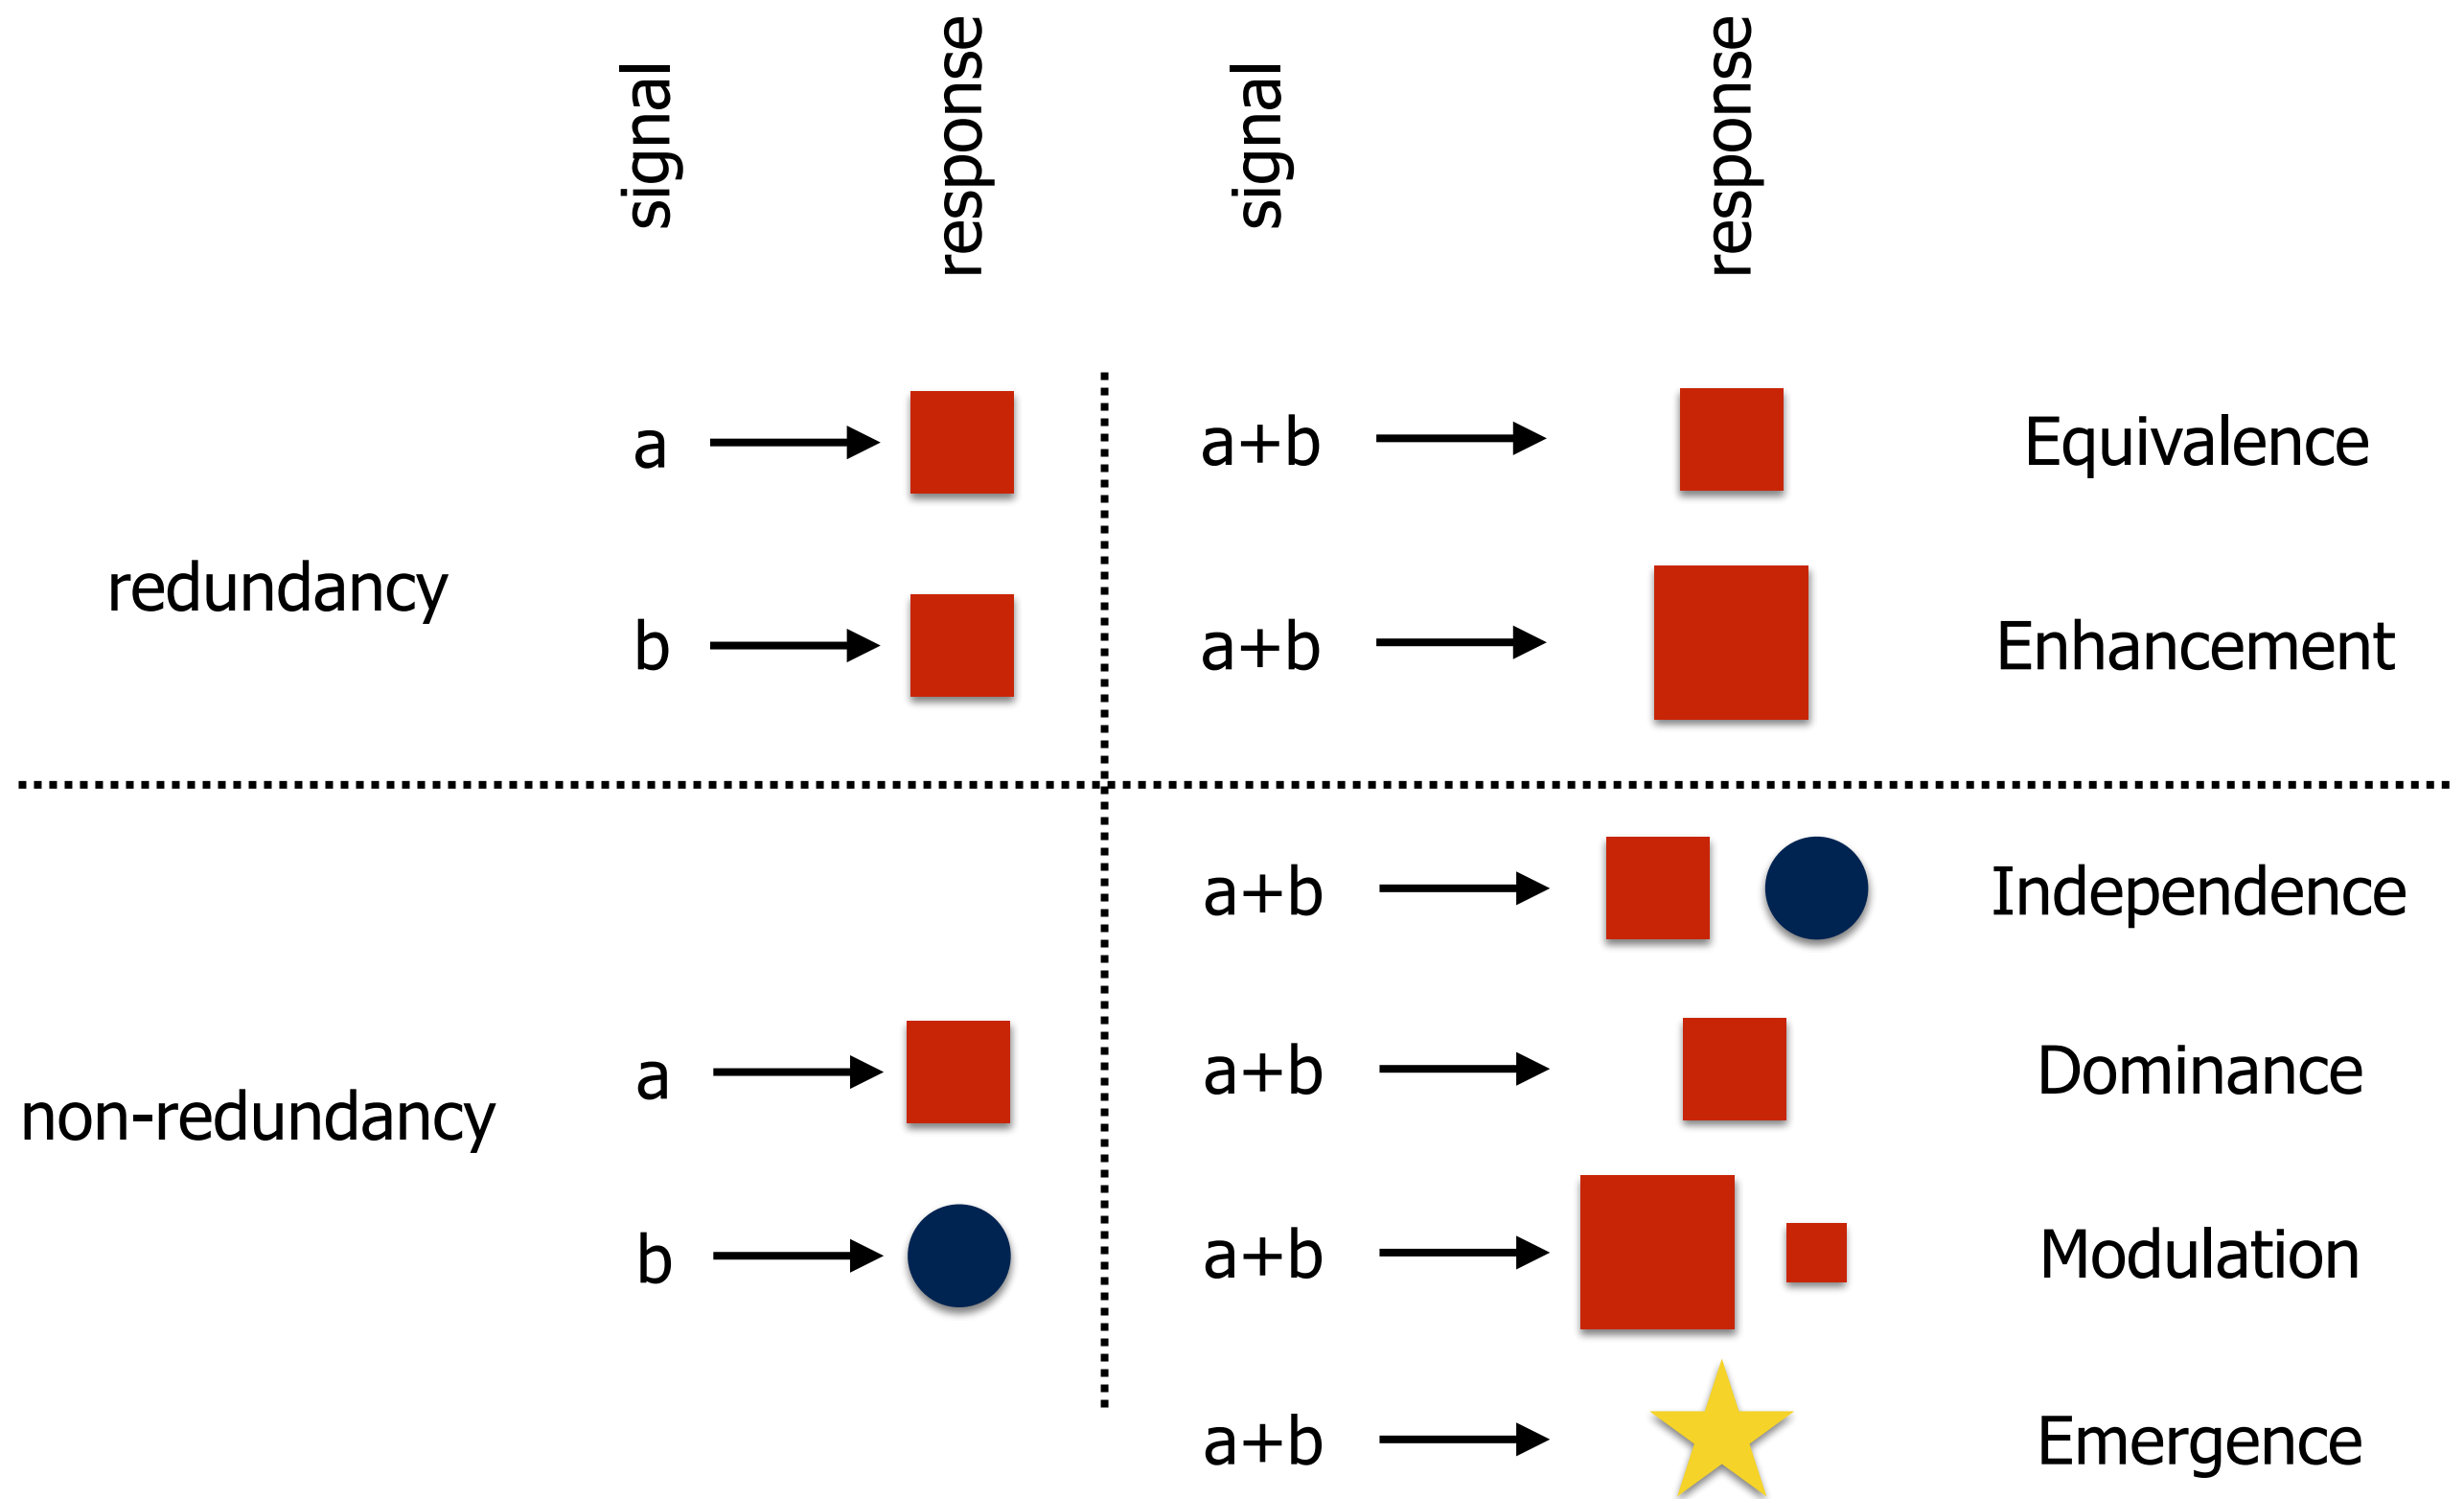 signal
response
signal
response
redundancy
a
a+b
Equivalence
b
a+b
Enhancement
non-redundancy
a
b
a+b
Independence
a+b
Dominance
a+b
Modulation
a+b
Emergence